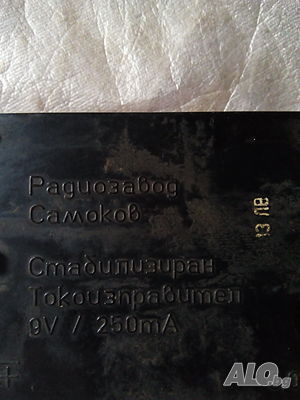 Радиозавод
Самоков
Стабилизиран
Токоизправител
9V / 250mA
13 лв
ALO.bg